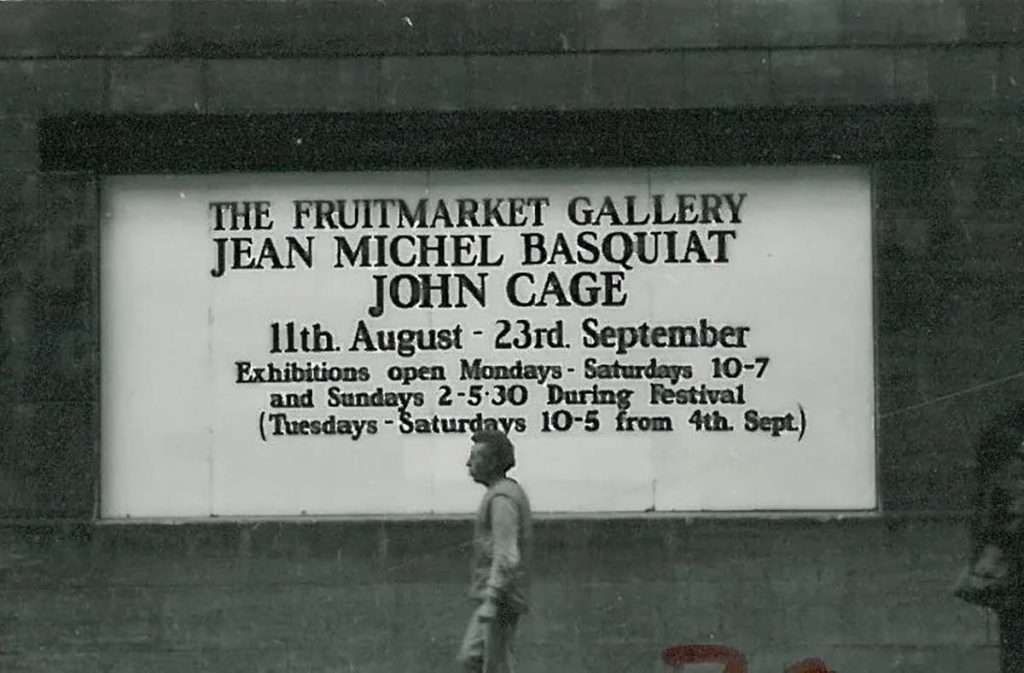 THE FRUITMARKET GALLERY
JEAN MICHEL BASQUIAT
JOHN CAGE
11th. August - 23rd. September
Exhibitions open Mondays - Saturdays 10-7
and Sundays 2-5·30 During Festival
(Tuesdays - Saturdays 10-5 from 4th. Sept.)